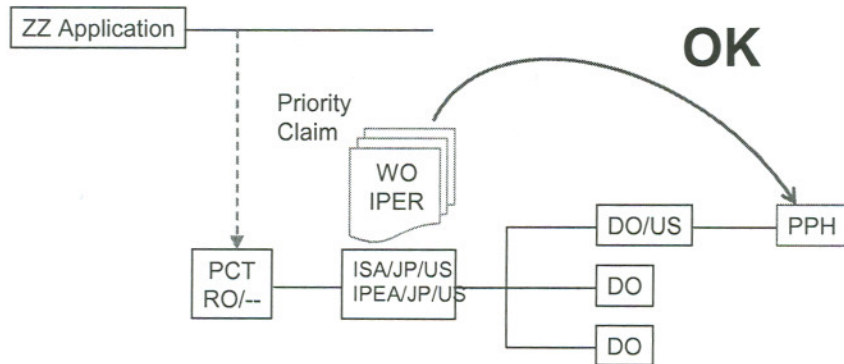 ZZ Application
OK
Priority
Claim
WO
IPER
DO/US
PPH
PCT
RO/--
ISA/JP/US
IPEA/JP/US
DO
DO